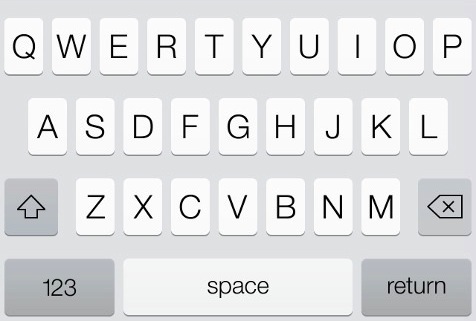 Q W E R T Y U I O P
A S D F G H J K L
Z X C V B N M
123 space return